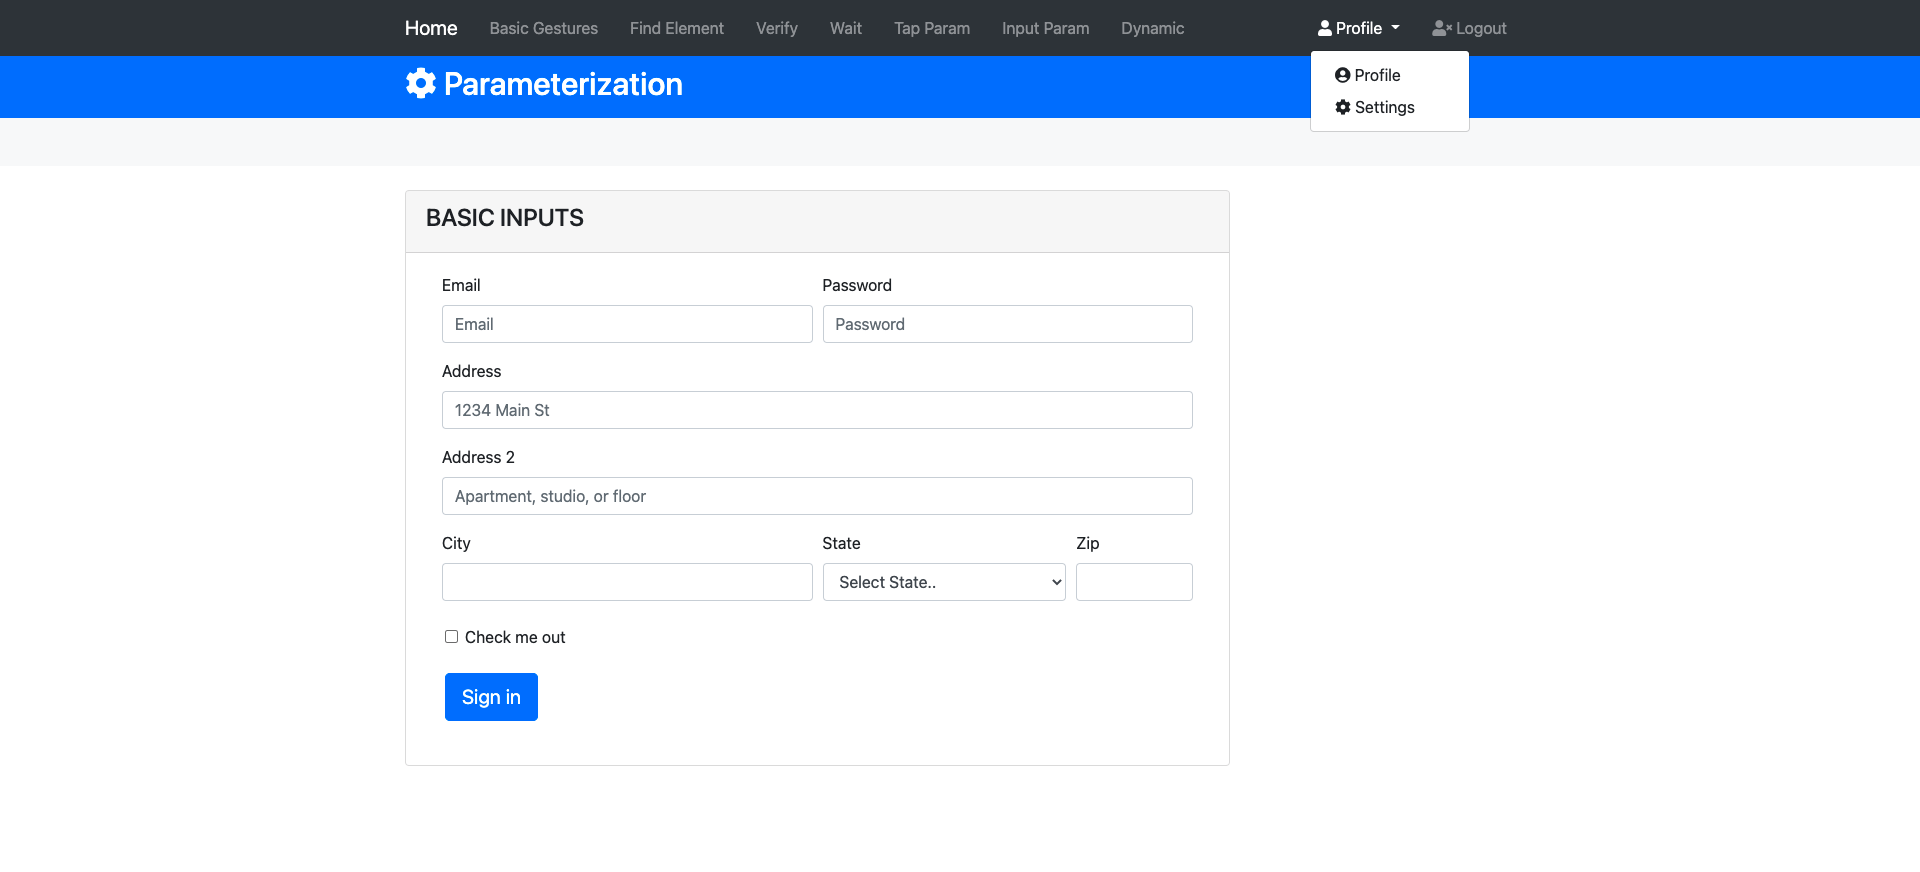 Home Basic Gestures Find Element Verify Wait Tap Param Input Param Dynamic Profile Logout
Profile
Settings
Parameterization
BASIC INPUTS
Email Password
Email Password
Address
1234 Main St
Address 2
Apartment, studio, or floor
City State Zip
Select State..
Check me out
Sign in